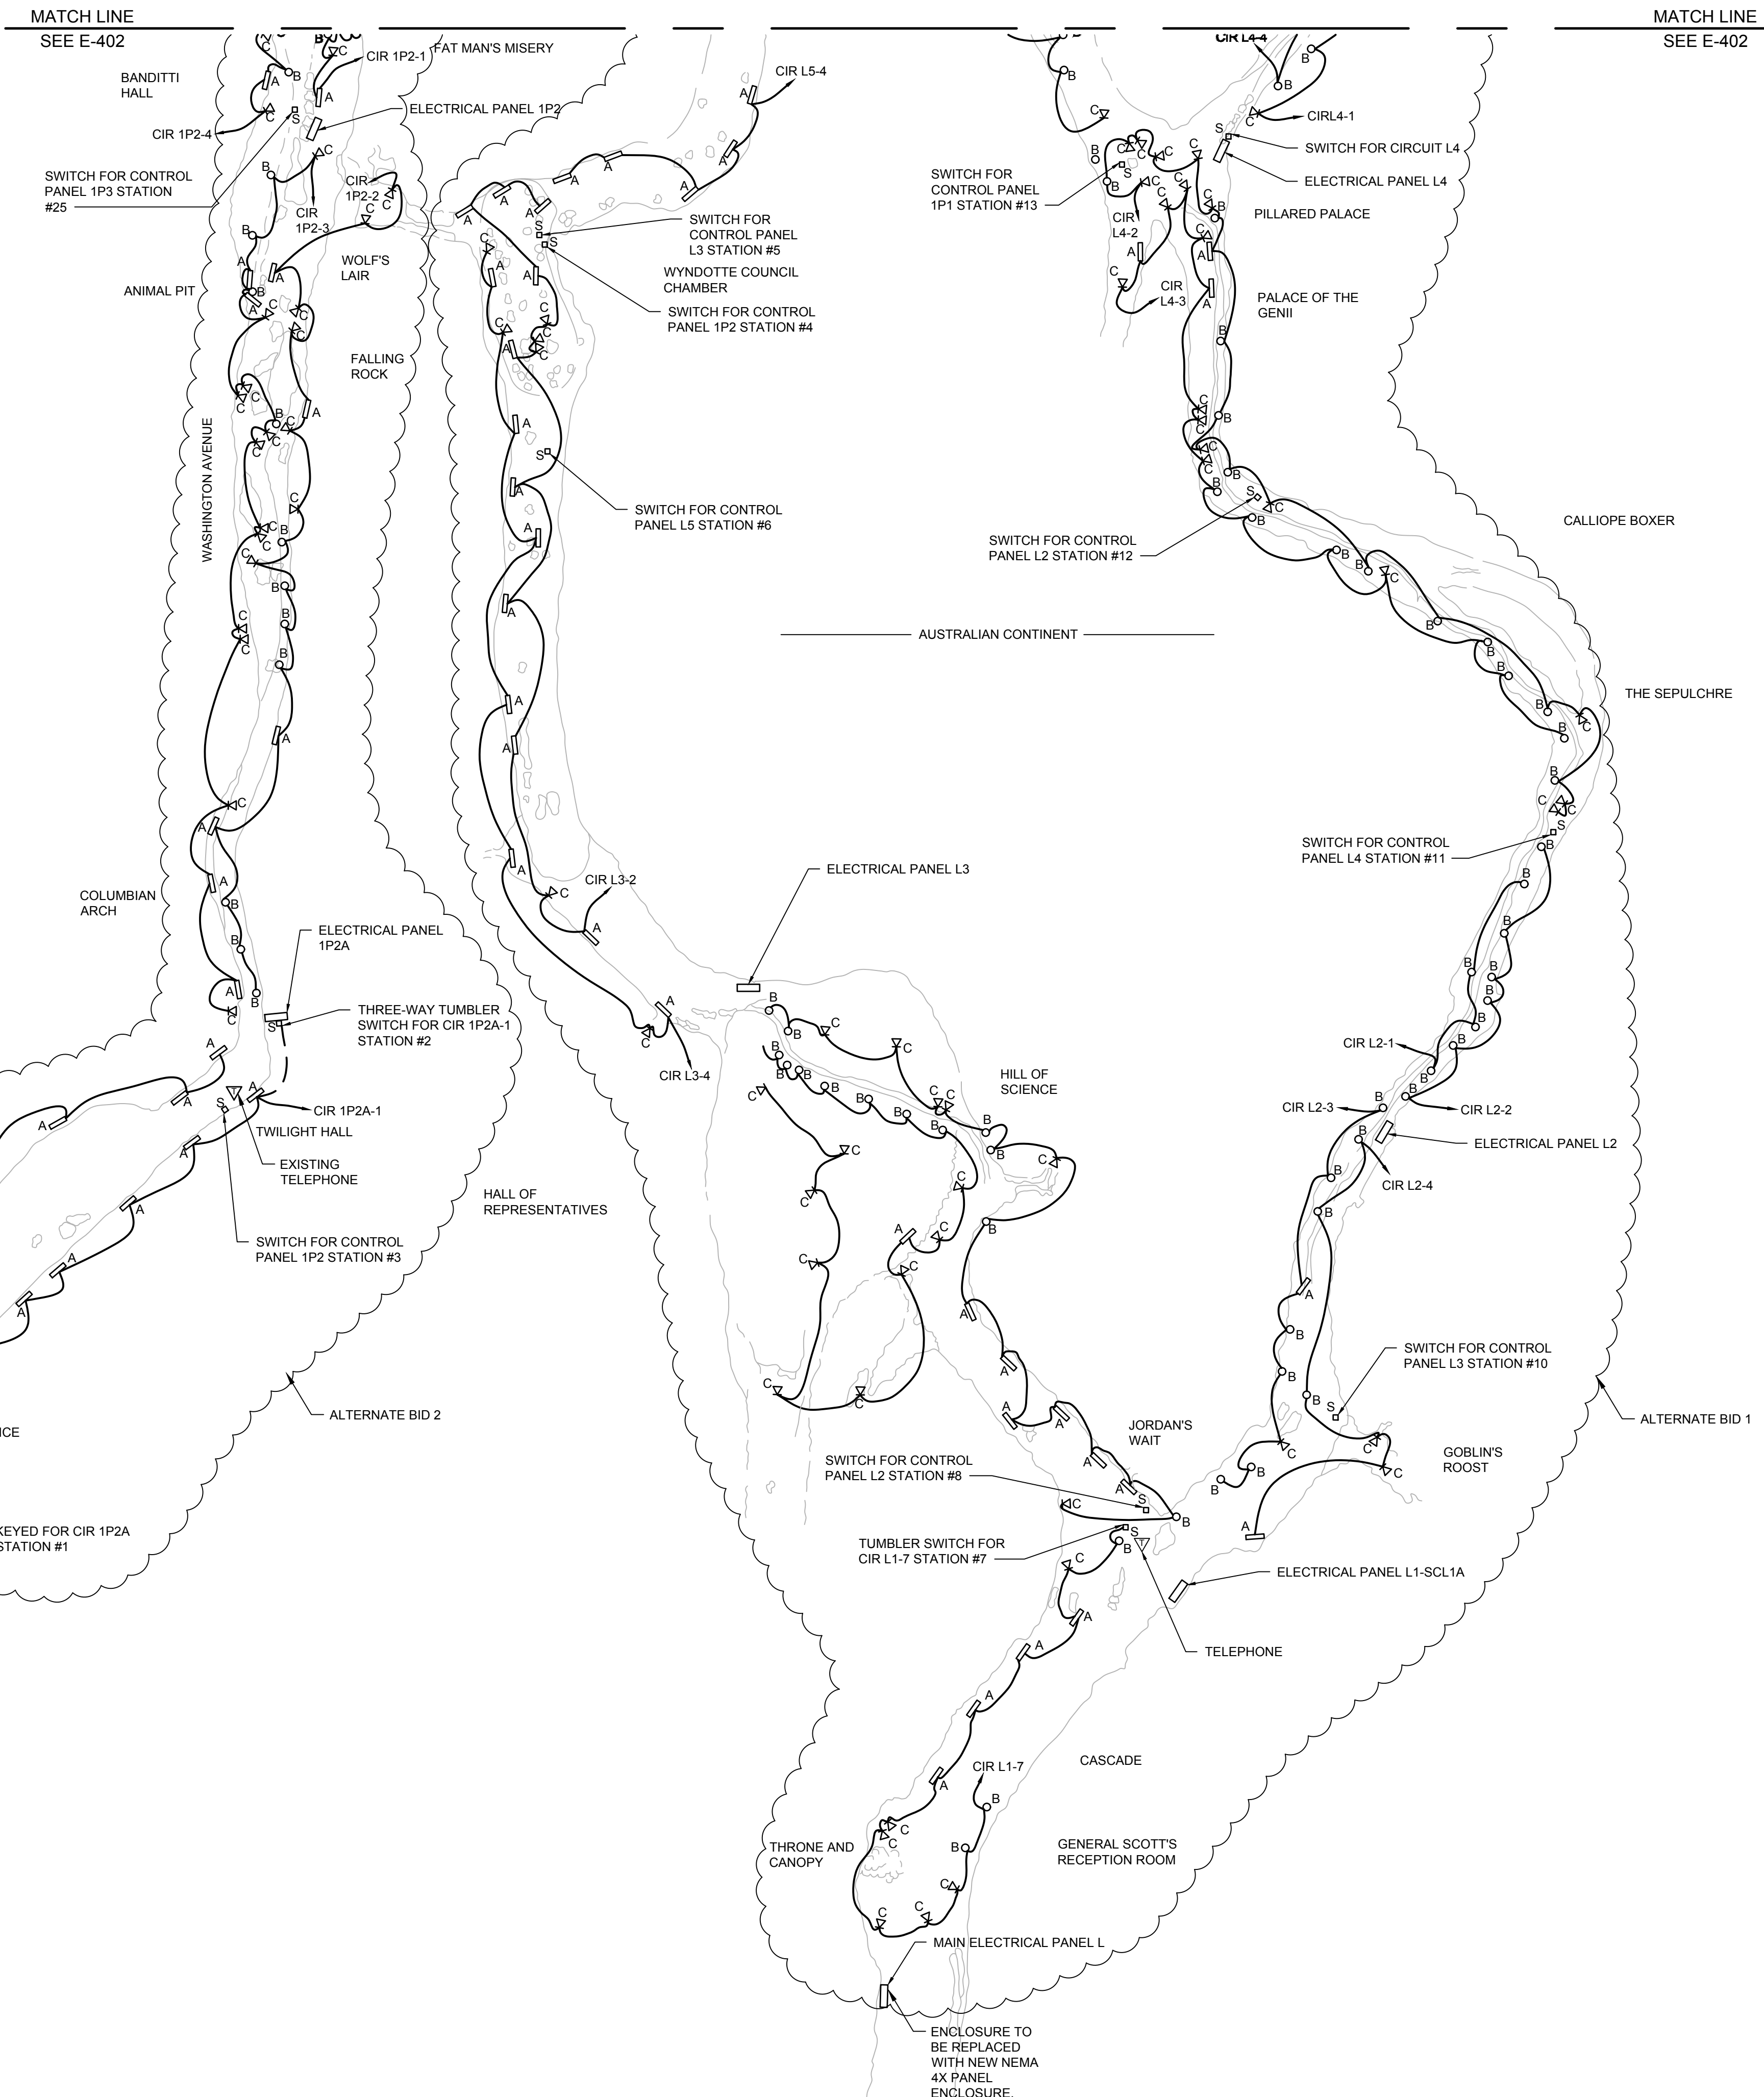 MATCH LINE
SEE E-402
MATCH LINE
SEE E-402
BANDITTI
HALL
CIR 1P2-1
FAT MAN'S MISERY
ELECTRICAL PANEL 1P2
CIR 1P2-4
SWITCH FOR CONTROL
PANEL 1P3 STATION
#25
CIR
1P2-2
CIR
1P2-3
WOLF'S
LAIR
ANIMAL PIT
FALLING
ROCK
WASHINGTON AVENUE
CIR L5-4
SWITCH FOR
CONTROL PANEL
L3 STATION #5
WYNDOTTE COUNCIL
CHAMBER
SWITCH FOR CONTROL
PANEL 1P2 STATION #4
SWITCH FOR CONTROL
PANEL L5 STATION #6
CIR L4-4
CIRL4-1
SWITCH FOR CIRCUIT L4
ELECTRICAL PANEL L4
SWITCH FOR
CONTROL PANEL
1P1 STATION #13
CIR
L4-2
PILLARED PALACE
CIR
L4-3
PALACE OF THE
GENII
SWITCH FOR CONTROL
PANEL L2 STATION #12
CALLIOPE BOXER
AUSTRALIAN CONTINENT
THE SEPULCHRE
SWITCH FOR CONTROL
PANEL L4 STATION #11
COLUMBIAN
ARCH
ELECTRICAL PANEL
1P2A
THREE-WAY TUMBLER
SWITCH FOR CIR 1P2A-1
STATION #2
CIR 1P2A-1
TWILIGHT HALL
EXISTING
TELEPHONE
SWITCH FOR CONTROL
PANEL 1P2 STATION #3
HALL OF
REPRESENTATIVES
ALTERNATE BID 2
ICE
KEYED FOR CIR 1P2A
STATION #1
CIR L3-2
ELECTRICAL PANEL L3
CIR L3-4
HILL OF
SCIENCE
CIR L2-1
CIR L2-3
CIR L2-2
ELECTRICAL PANEL L2
CIR L2-4
SWITCH FOR CONTROL
PANEL L3 STATION #10
ALTERNATE BID 1
JORDAN'S
WAIT
GOBLIN'S
ROOST
SWITCH FOR CONTROL
PANEL L2 STATION #8
TUMBLER SWITCH FOR
CIR L1-7 STATION #7
ELECTRICAL PANEL L1-SCL1A
TELEPHONE
CASCADE
CIR L1-7
THRONE AND
CANOPY
GENERAL SCOTT'S
RECEPTION ROOM
MAIN ELECTRICAL PANEL L
ENCLOSURE TO
BE REPLACED
WITH NEW NEMA
4X PANEL
ENCLOSURE.